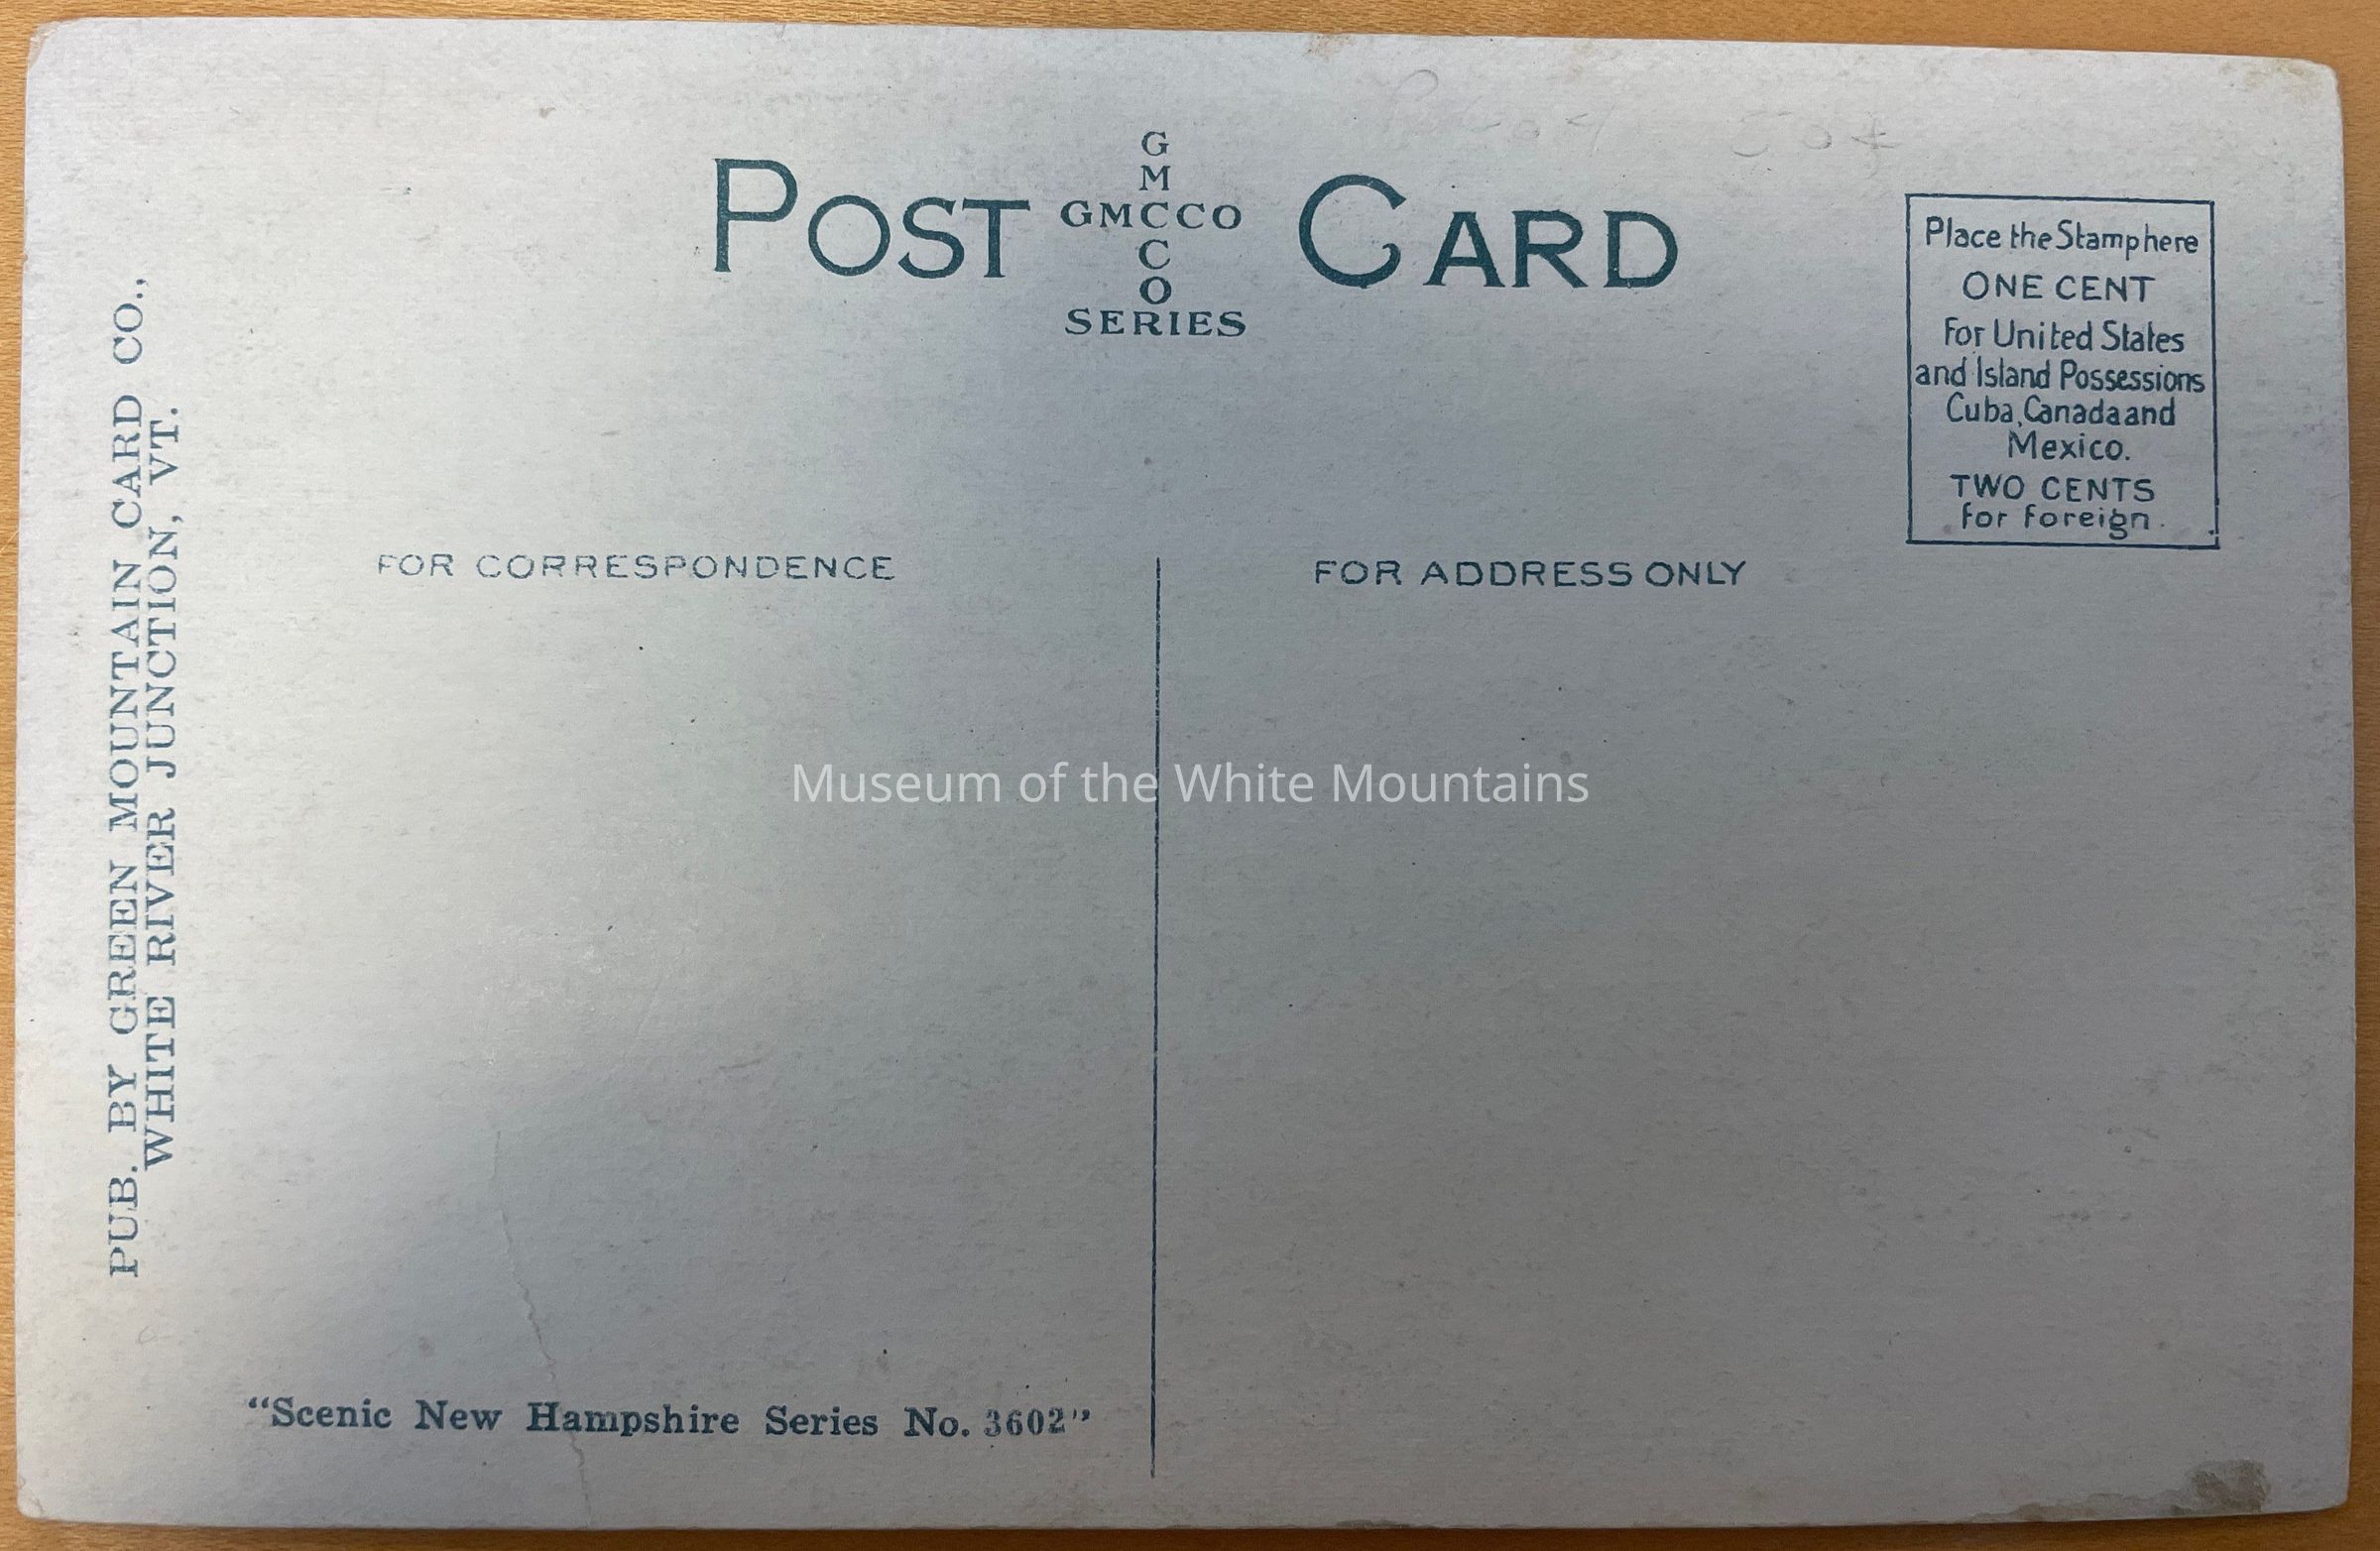 PUB. BY GREEN MOUNTAIN CARD CO.,
WHITE RIVER JUNCTION, VT.
POST CARD
G
M
GMCCO
C
O
SERIES
Place the Stamp here
ONE CENT
For United States
and Island Possessions
Cuba, Canada and
Mexico.
TWO CENTS
for foreign.
FOR CORRESPONDENCE
FOR ADDRESS ONLY
Museum of the White Mountains
"Scenic New Hampshire Series No. 3602"